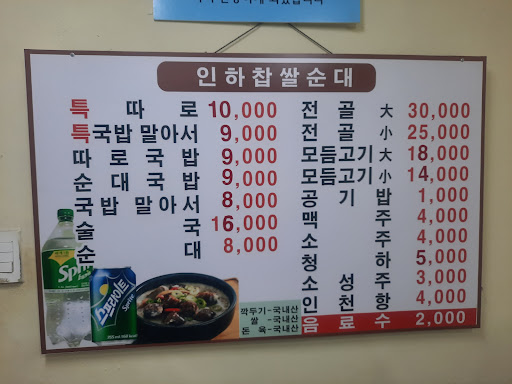 인하찹쌀순대
특 따로 10,000
특국밥 말아서 9,000
따로국밥 9,000
순대국밥 9,000
국밥 말아서 8,000
술국 16,000
순대 8,000
전골 大 30,000
전골 小 25,000
모듬고기 大 18,000
모듬고기 小 14,000
공기밥 1,000
맥주 4,000
소주 4,000
청하 5,000
소성주 3,000
인천항 4,000
음료수 2,000
깍두기-국내산
쌀-국내산
돈육-국내산
스프라이트
Sprite